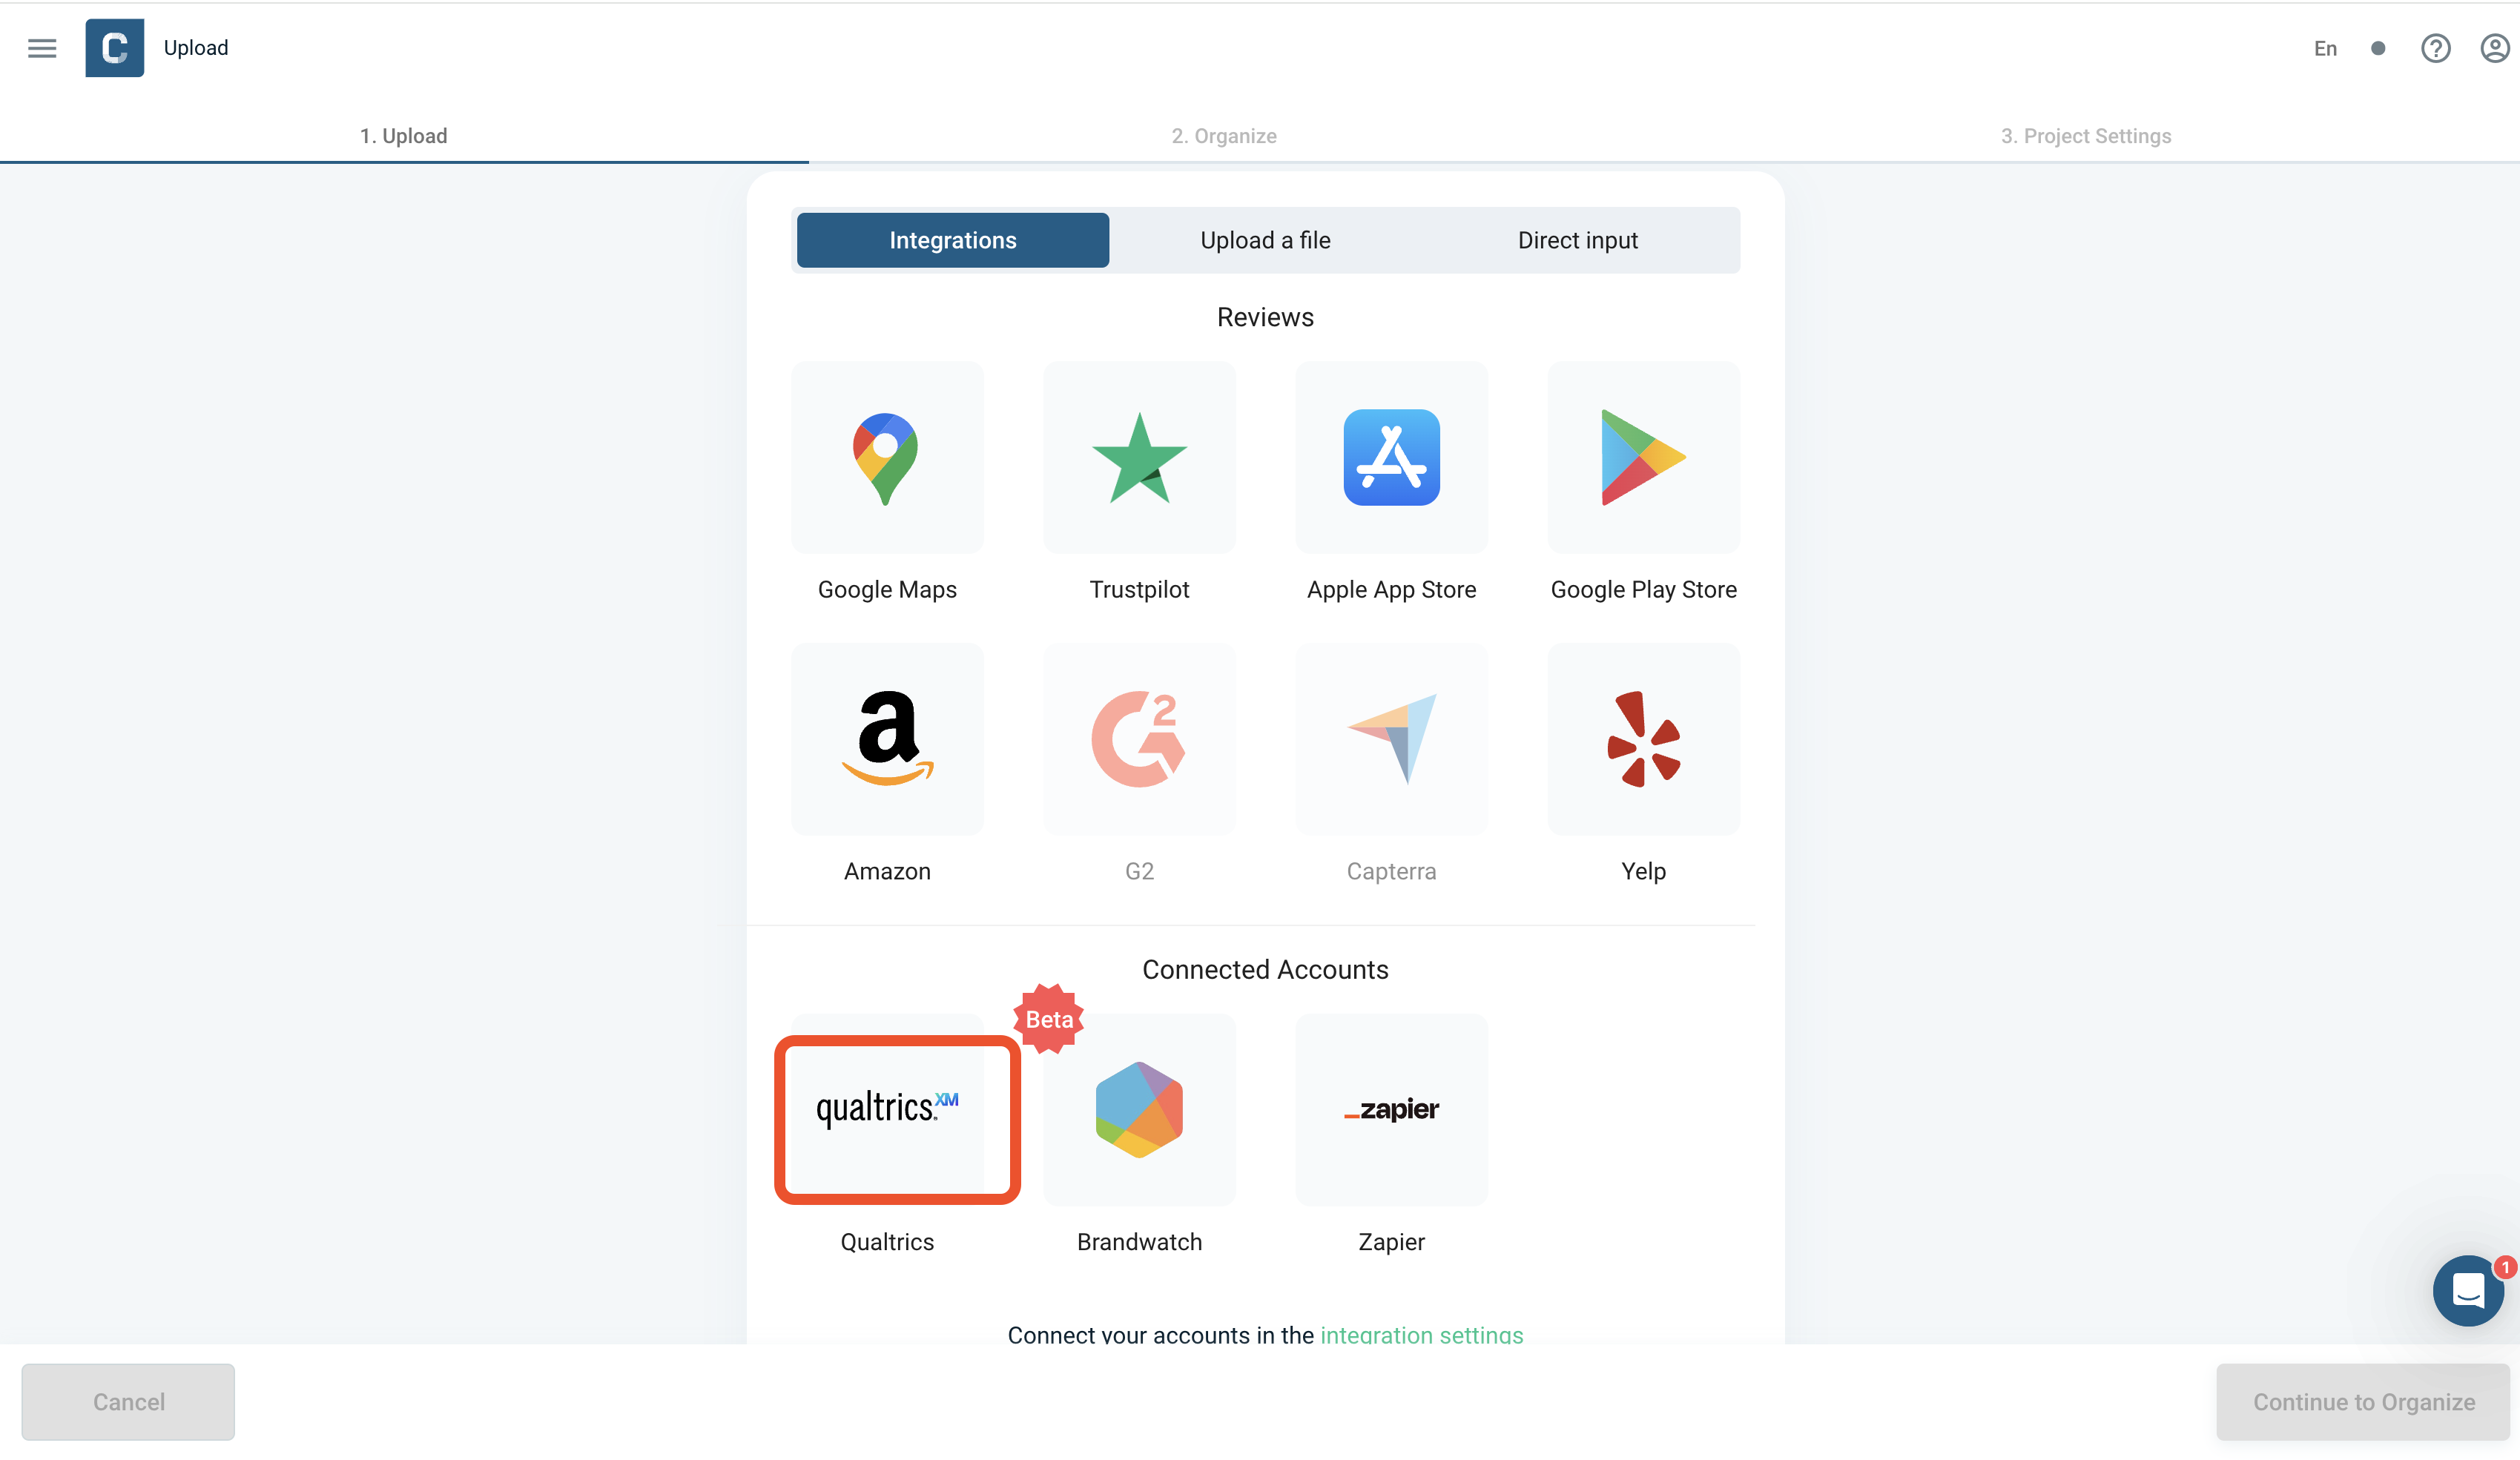 C Upload En
1. Upload 2. Organize 3. Project Settings
Integrations Upload a file Direct input
Reviews
Google Maps Trustpilot Apple App Store Google Play Store
a G2
Amazon G2 Capterra Yelp
Connected Accounts
Beta
qualtrics.XM _zapier
Qualtrics Brandwatch Zapier
1
Connect your accounts in the integration settings
Cancel Continue to Organize